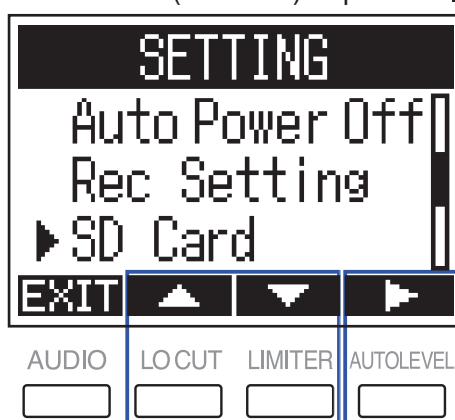 SETTING
Auto Power Off
Rec Setting
SD Card
EXIT
AUDIO LO CUT LIMITER AUTOLEVEL